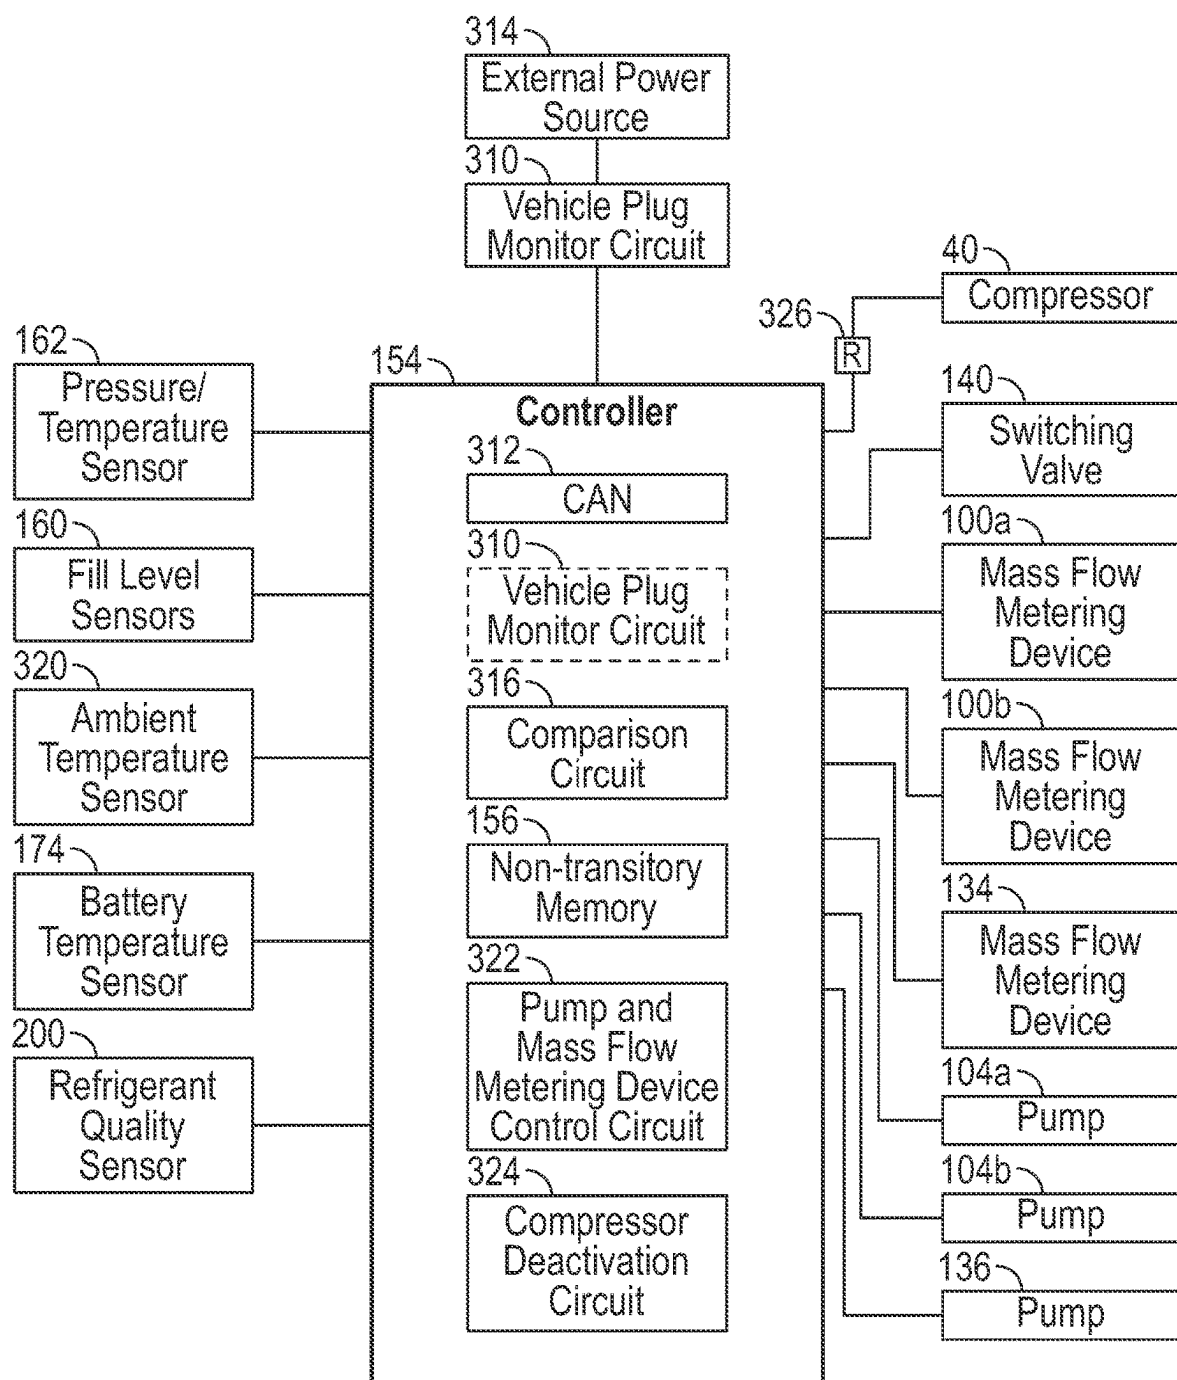 314
External Power
Source
310
Vehicle Plug
Monitor Circuit
162
Pressure/
Temperature
Sensor
160
Fill Level
Sensors
320
Ambient
Temperature
Sensor
174
Battery
Temperature
Sensor
200
Refrigerant
Quality
Sensor
154
Controller
312
CAN
310
Vehicle Plug
Monitor Circuit
316
Comparison
Circuit
156
Non-transitory
Memory
322
Pump and
Mass Flow
Metering Device
Control Circuit
324
Compressor
Deactivation
Circuit
326
R
40
Compressor
140
Switching
Valve
100a
Mass Flow
Metering
Device
100b
Mass Flow
Metering
Device
134
Mass Flow
Metering
Device
104a
Pump
104b
Pump
136
Pump